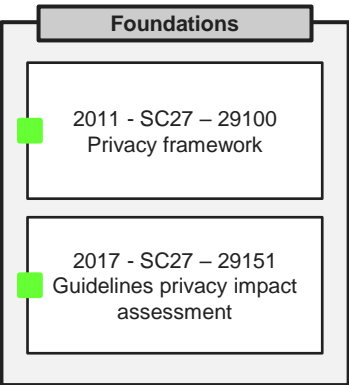 Foundations
2011 - SC27 – 29100
Privacy framework
2017 - SC27 – 29151
Guidelines privacy impact
assessment